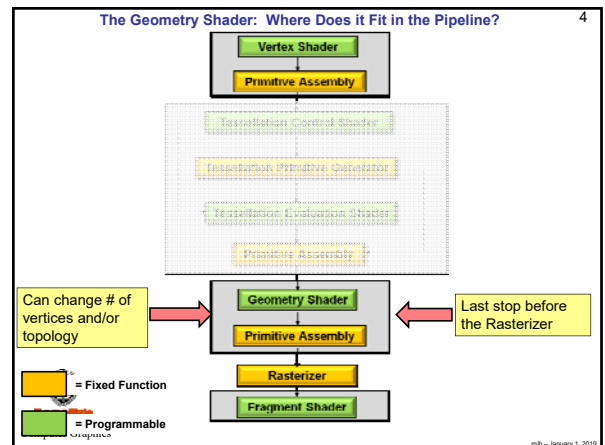 The Geometry Shader: Where Does it Fit in the Pipeline?
4
Vertex Shader
Primitive Assembly
Tessellation Control Shader
Tessellation Primitive Generator
Tessellation Evaluation Shader
Primitive Assembly
Can change # of
vertices and/or
topology
Geometry Shader
Last stop before
the Rasterizer
Primitive Assembly
Rasterizer
= Fixed Function
Fragment Shader
= Programmable
Graphics
mjb – January 1, 2019